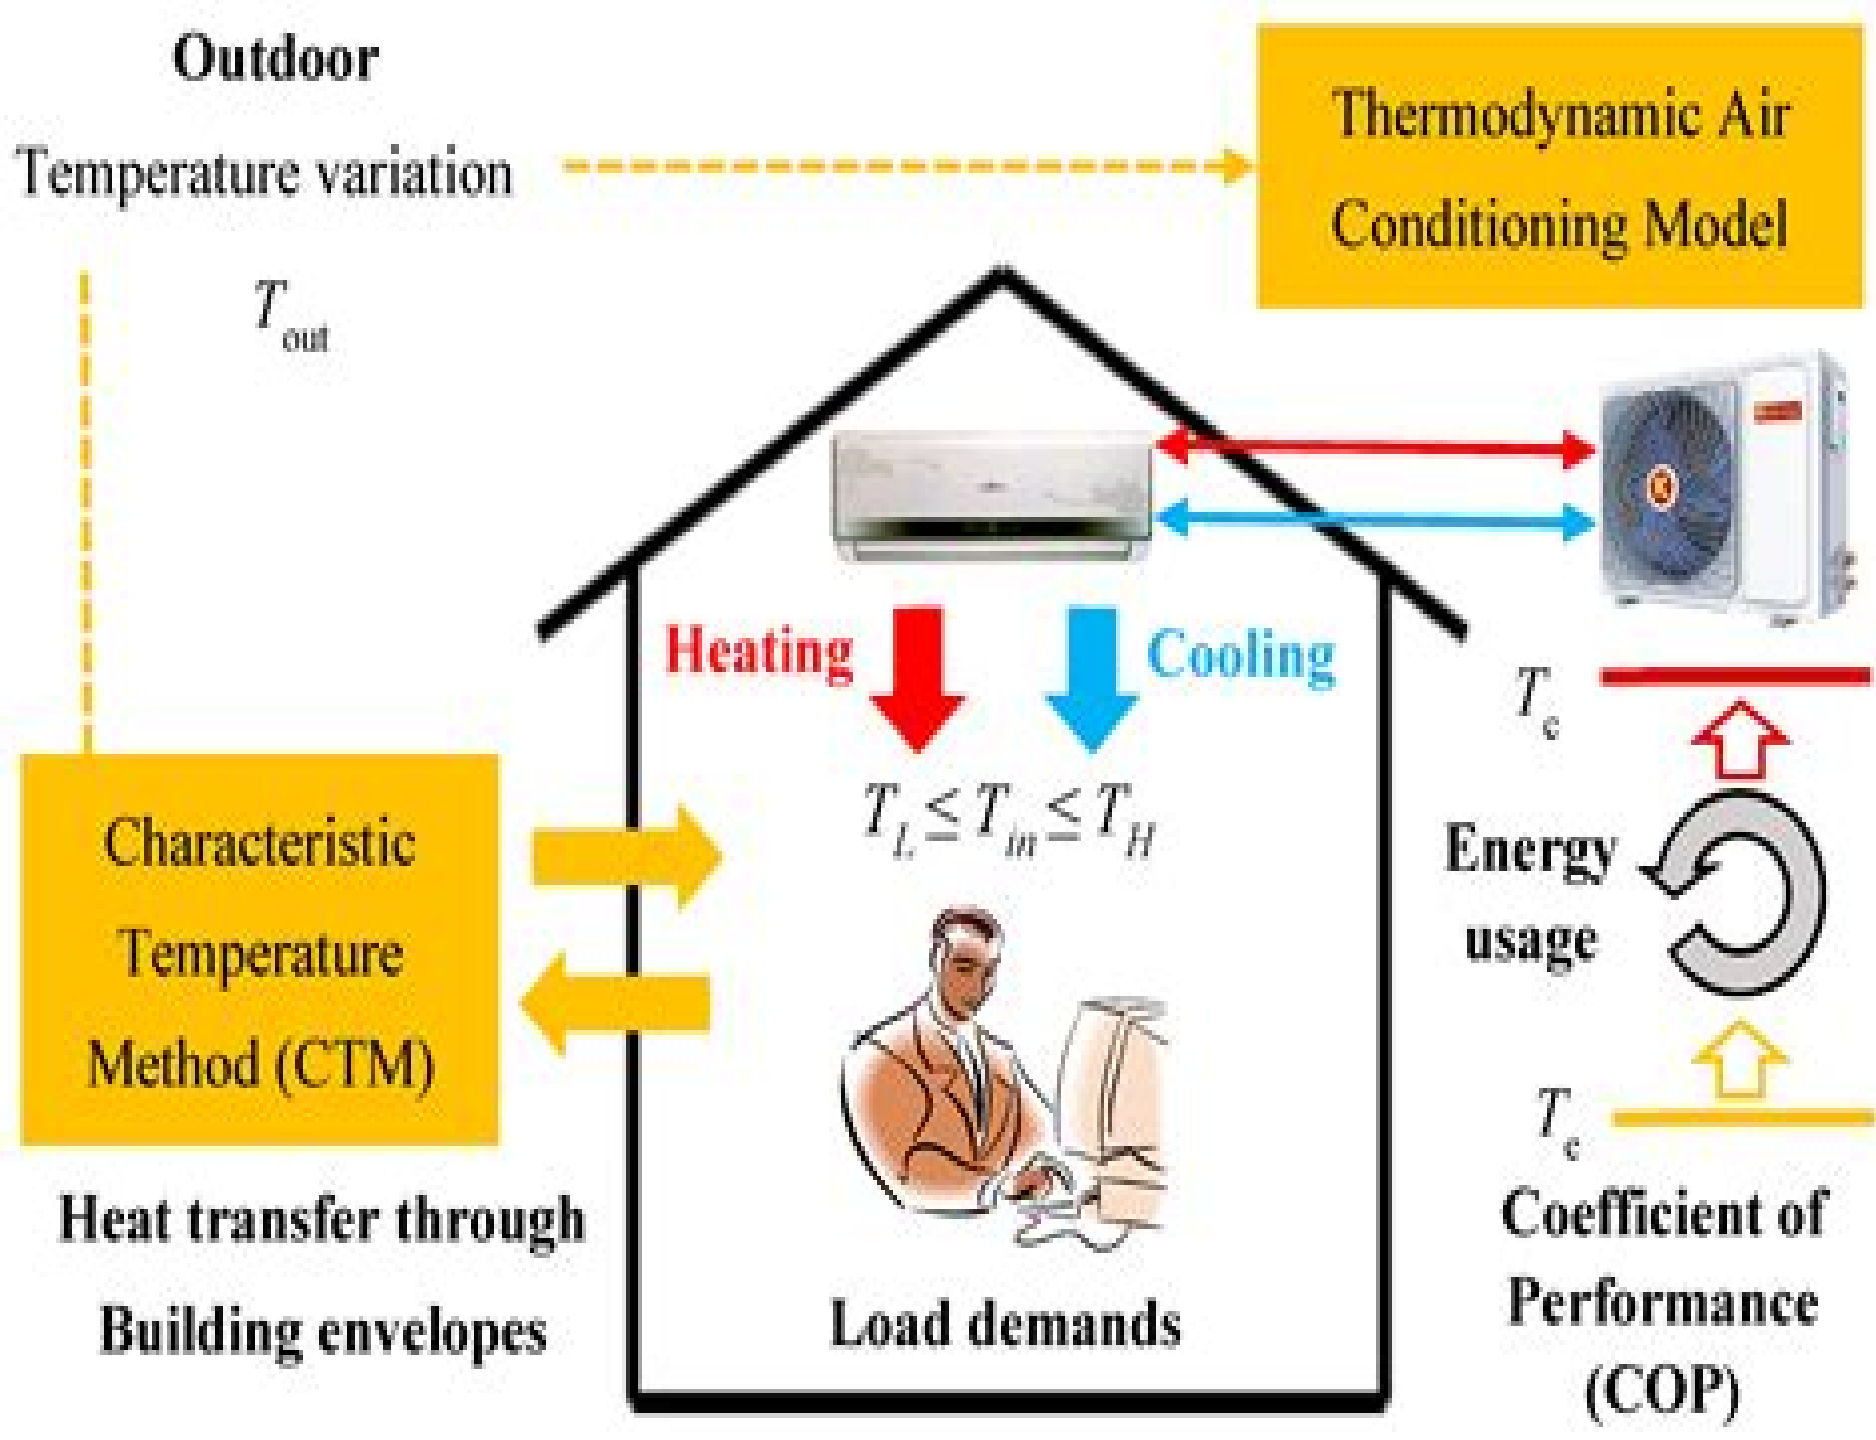 Outdoor
Temperature variation
T_out
Thermodynamic Air
Conditioning Model
Heating
Cooling
T_L ≤ T_in ≤ T_H
Characteristic
Temperature
Method (CTM)
Heat transfer through
Building envelopes
Load demands
T_c
Energy
usage
T_c
Coefficient of
Performance
(COP)